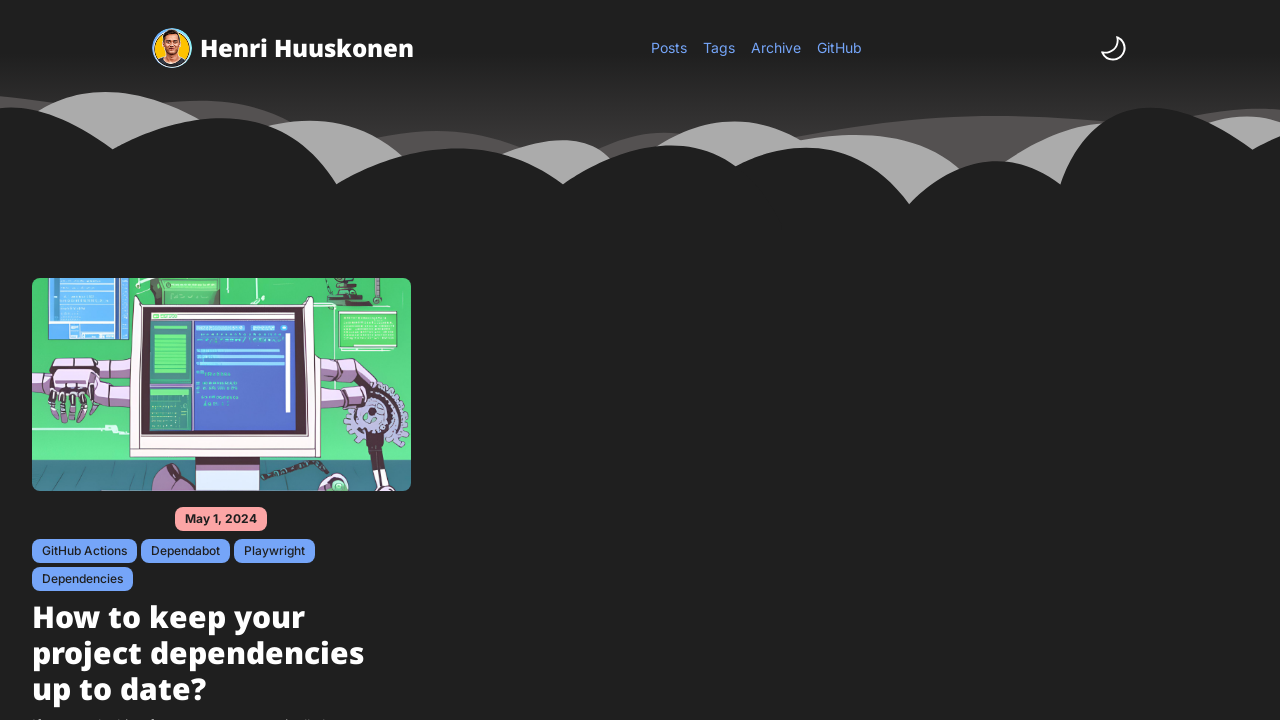 Henri Huuskonen
Posts Tags Archive GitHub
May 1, 2024
GitHub Actions Dependabot Playwright
Dependencies
How to keep your
project dependencies
up to date?